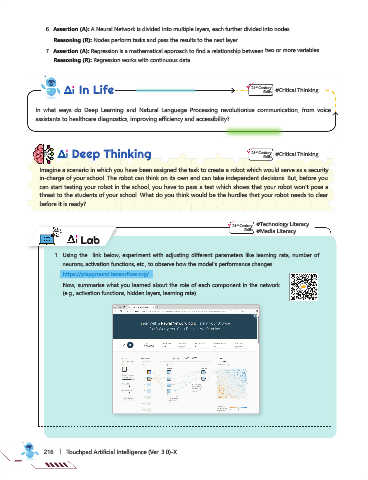 6. Assertion (A): A Neural Network is divided into multiple layers, each further divided into nodes.
Reasoning (R): Nodes perform tasks and pass the results to the next layer.
7. Assertion (A): Regression is a mathematical approach to find a relationship between two or more variables.
Reasoning (R): Regression works with continuous data.
Ai In Life
21st Century Skills #Critical Thinking
In what ways do Deep Learning and Natural Language Processing revolutionise communication, from voice
assistants to healthcare diagnostics, improving efficiency and accessibility?
Ai Deep Thinking
21st Century Skills #Critical Thinking
Imagine a scenario in which you have been assigned the task to create a robot which would serve as a security
in-charge of your school. The robot can think on its own and can take independent decisions. But, before you
can start testing your robot in the school, you have to pass a test which shows that your robot won't pose a
threat to the students of your school. What do you think would be the hurdles that your robot needs to clear
before it is ready?
21st Century Skills #Technology Literacy
#Media Literacy
Ai Lab
1. Using the link below, experiment with adjusting different parameters like learning rate, number of
neurons, activation functions, etc., to observe how the model's performance changes:
https://playground.tensorflow.org/
Now, summarise what you learned about the role of each component in the network
(e.g., activation functions, hidden layers, learning rate).
216 | Touchpad Artificial Intelligence (Ver. 3.0)-X